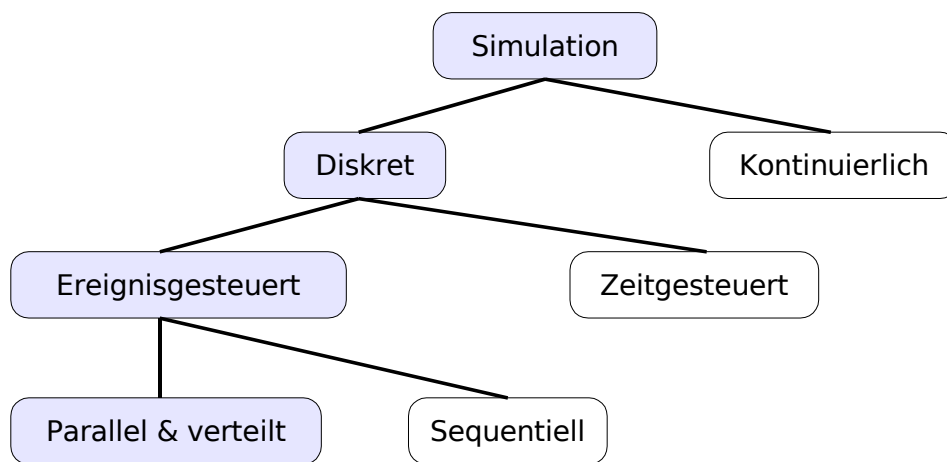 Simulation
Diskret
Kontinuierlich
Ereignisgesteuert
Zeitgesteuert
Parallel & verteilt
Sequentiell